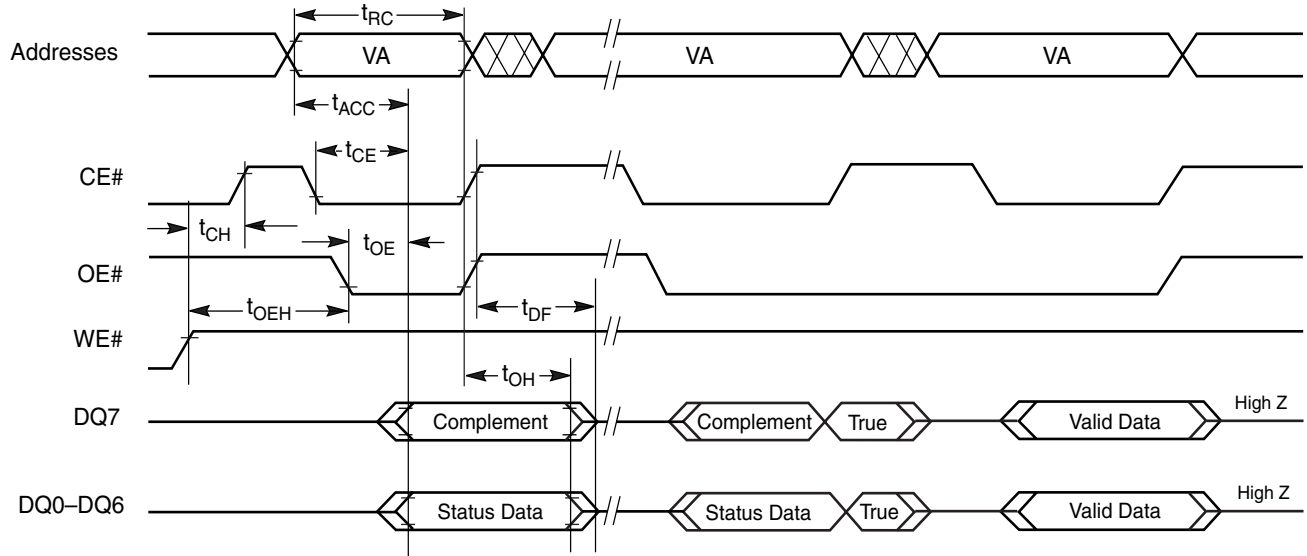 tRC
Addresses
VA
VA
VA
tACC
tCE
CE#
tCH
tOE
OE#
tOEH
tDF
WE#
tOH
DQ7
Complement
Complement
True
Valid Data
High Z
DQ0–DQ6
Status Data
Status Data
True
Valid Data
High Z